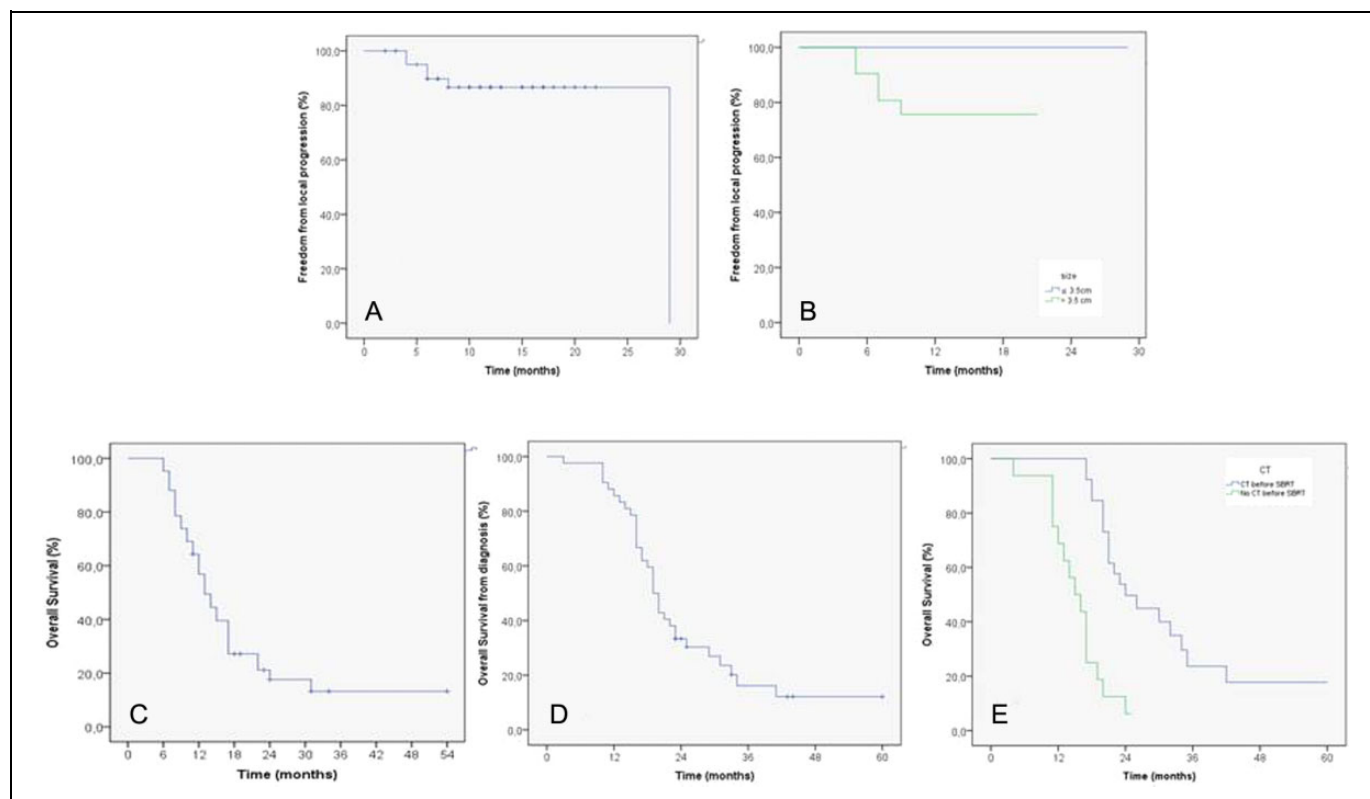 Freedom from local progression (%)
100,0
80,0
60,0
40,0
20,0
0,0
A
0 5 10 15 20 25 30
Time (months)
Freedom from local progression (%)
100,0
80,0
60,0
40,0
20,0
0,0
size
3.5cm
3.5 cm
B
0 6 12 18 24 30
Time (months)
Overall Survival (%)
100,0
80,0
60,0
40,0
20,0
0,0
C
0 6 12 18 24 30 36 42 48 54
Time (months)
Overall Survival from diagnosis (%)
100,0
80,0
60,0
40,0
20,0
0,0
D
0 12 24 36 48 60
Time (months)
Overall Survival (%)
100,0
80,0
60,0
40,0
20,0
0,0
CT
CT before SBRT
No CT before SBRT
E
0 12 24 36 48 60
Time (months)